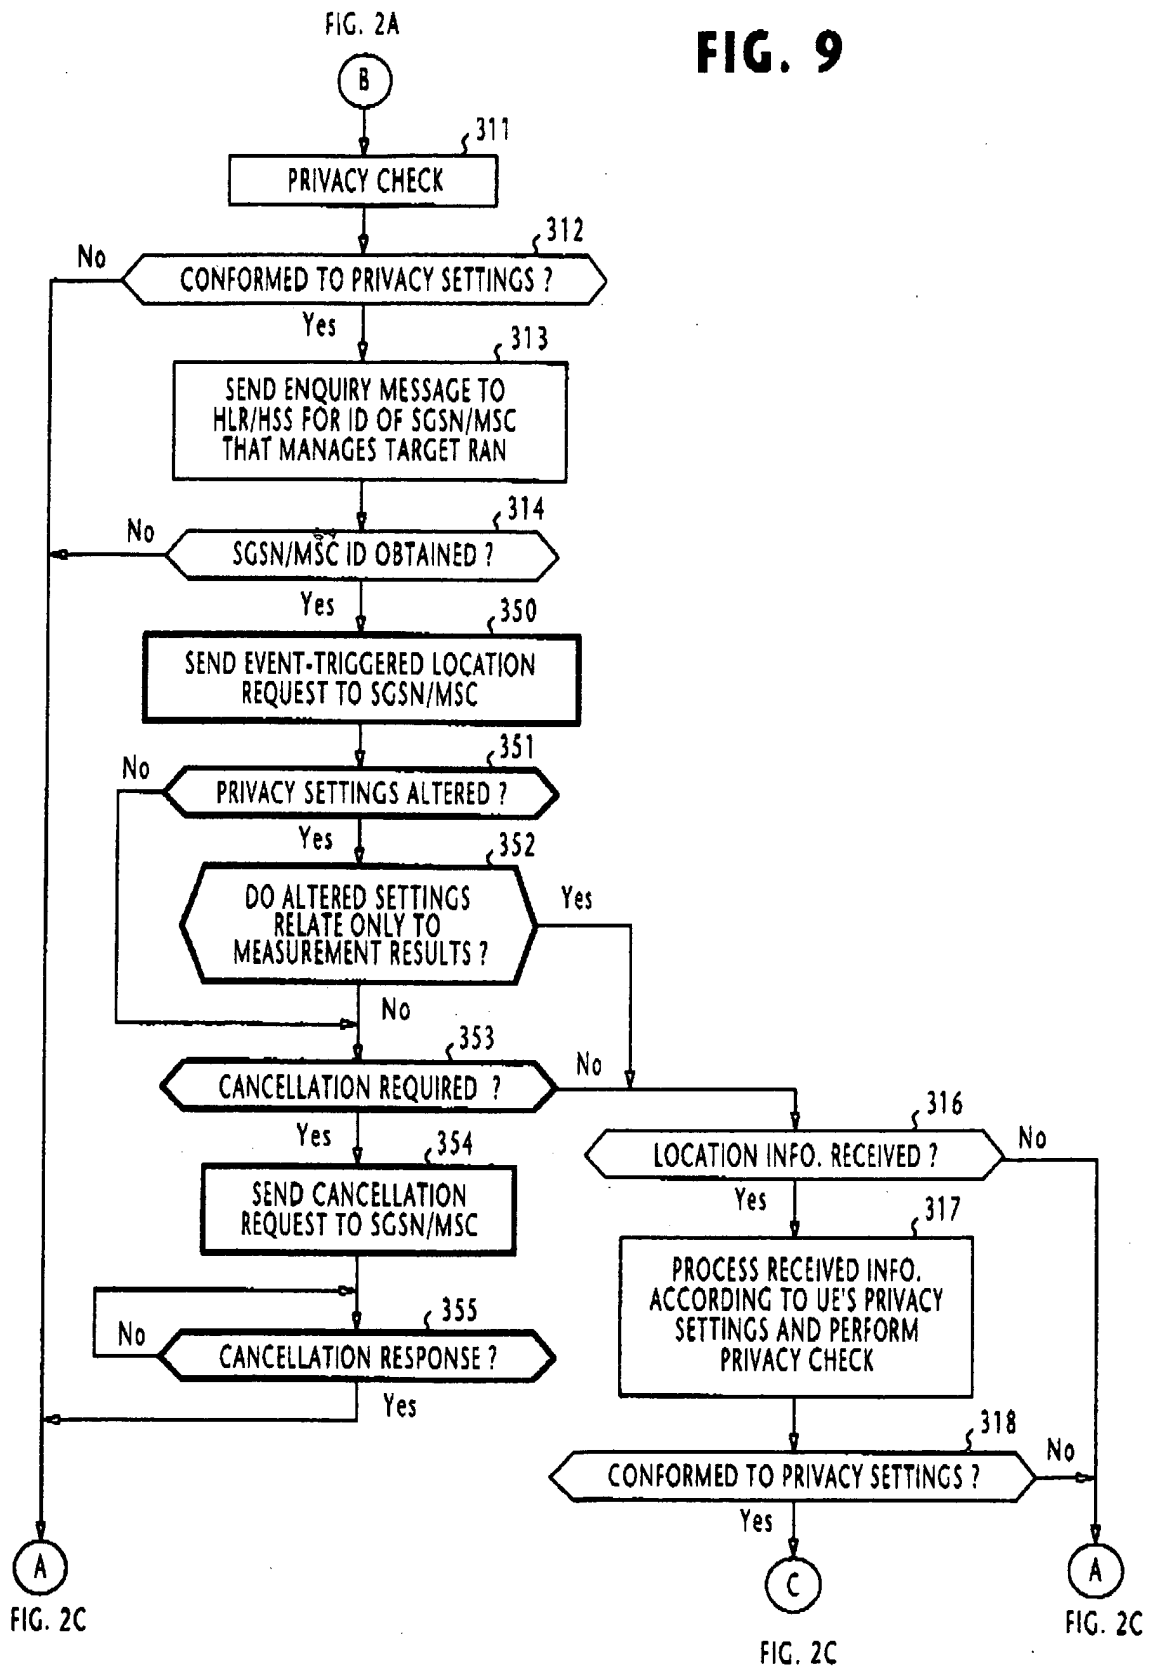 FIG. 2A
FIG. 9
B
311
PRIVACY CHECK
312
No
CONFORMED TO PRIVACY SETTINGS ?
Yes
313
SEND ENQUIRY MESSAGE TO
HLR/HSS FOR ID OF SGSN/MSC
THAT MANAGES TARGET RAN
314
No
SGSN/MSC ID OBTAINED ?
Yes
350
SEND EVENT-TRIGGERED LOCATION
REQUEST TO SGSN/MSC
351
No
PRIVACY SETTINGS ALTERED ?
Yes
352
DO ALTERED SETTINGS
RELATE ONLY TO
MEASUREMENT RESULTS ?
Yes
No
353
CANCELLATION REQUIRED ?
No
Yes
354
SEND CANCELLATION
REQUEST TO SGSN/MSC
355
No
CANCELLATION RESPONSE ?
Yes
316
LOCATION INFO. RECEIVED ?
No
Yes
317
PROCESS RECEIVED INFO.
ACCORDING TO UE'S PRIVACY
SETTINGS AND PERFORM
PRIVACY CHECK
318
CONFORMED TO PRIVACY SETTINGS ?
No
Yes
A
FIG. 2C
C
FIG. 2C
A
FIG. 2C